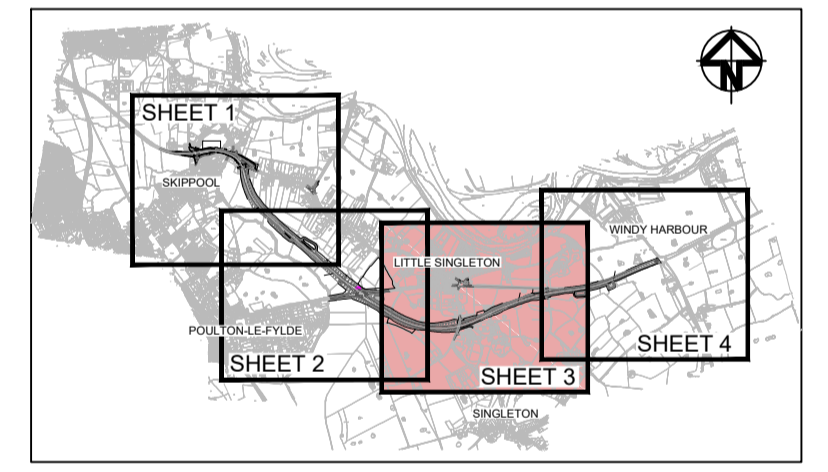 N
SHEET 1
SKIPPOOL
WINDY HARBOUR
LITTLE SINGLETON
POULTON-LE-FYLDE
SHEET 4
SHEET 2
SHEET 3
SINGLETON